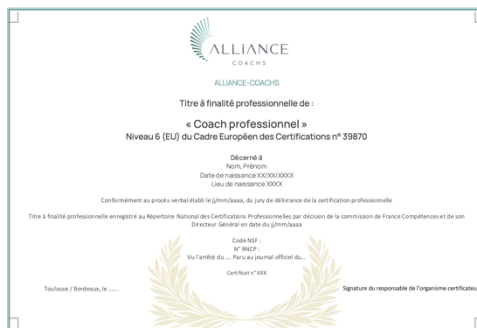 ALLIANCE
COACHS
ALLIANCE-COACHS
Titre à finalité professionnelle de :
« Coach professionnel »
Niveau 6 (EU) du Cadre Européen des Certifications n° 39870
Décerné à
Nom, Prénom
Date de naissance XX/XX/XXXX
Lieu de naissance XXXX
Conformément au procès-verbal établi le jj/mm/aaaa, du jury de délivrance de la certification professionnelle
Titre à finalité professionnelle enregistré au Répertoire National des Certifications Professionnelles par décision de la commission de France Compétences et de son
Directeur Général en date du jj/mm/aaaa
Code NSF :
N° RNCP :
Vu l'arrêté du .... Paru au journal officiel du...
Certificat n° XXX
Toulouse / Bordeaux, le ....... Signature du responsable de l'organisme certificateu